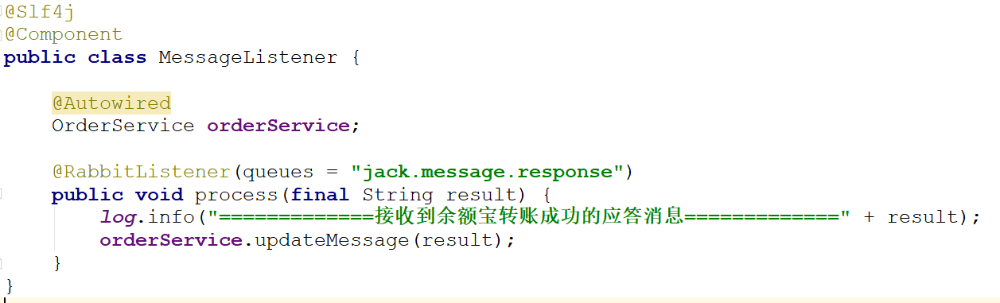 @Slf4j
@Component
public class MessageListener {
@Autowired
OrderService orderService;
@RabbitListener(queues = "jack.message.response")
public void process(final String result) {
log.info("=============接收到余额宝转账成功的应答消息=============" + result);
orderService.updateMessage(result);
}
}